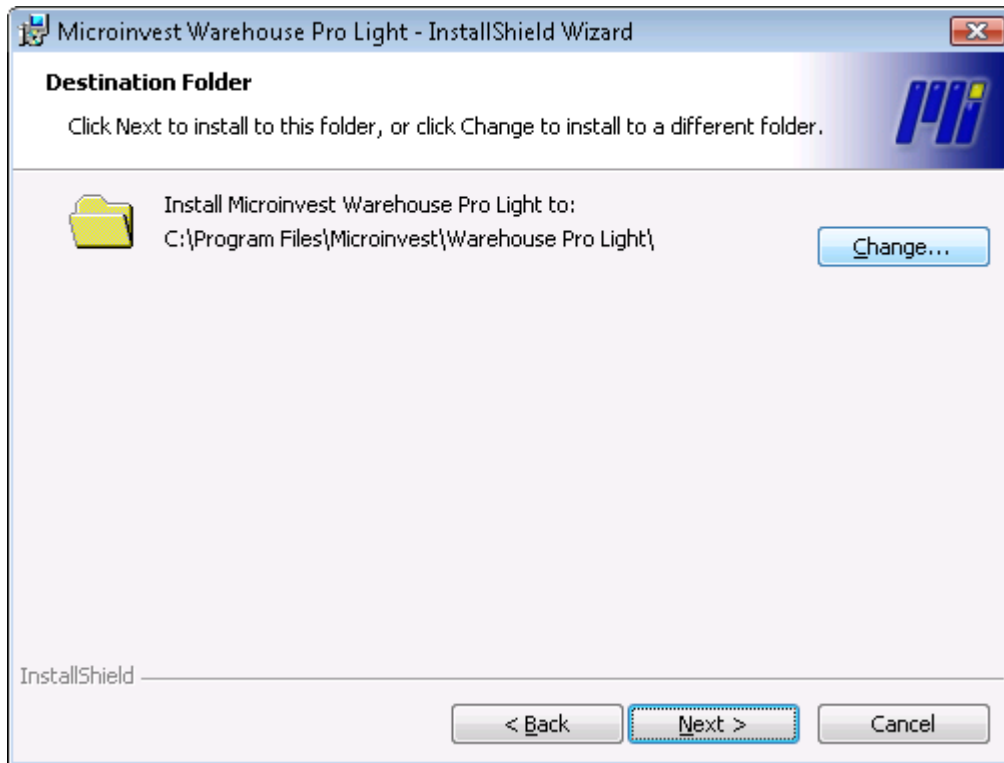 Microinvest Warehouse Pro Light - InstallShield Wizard
Destination Folder
Click Next to install to this folder, or click Change to install to a different folder.
Mi
Install Microinvest Warehouse Pro Light to:
C:\Program Files\Microinvest\Warehouse Pro Light\
Change...
InstallShield
< Back
Next >
Cancel